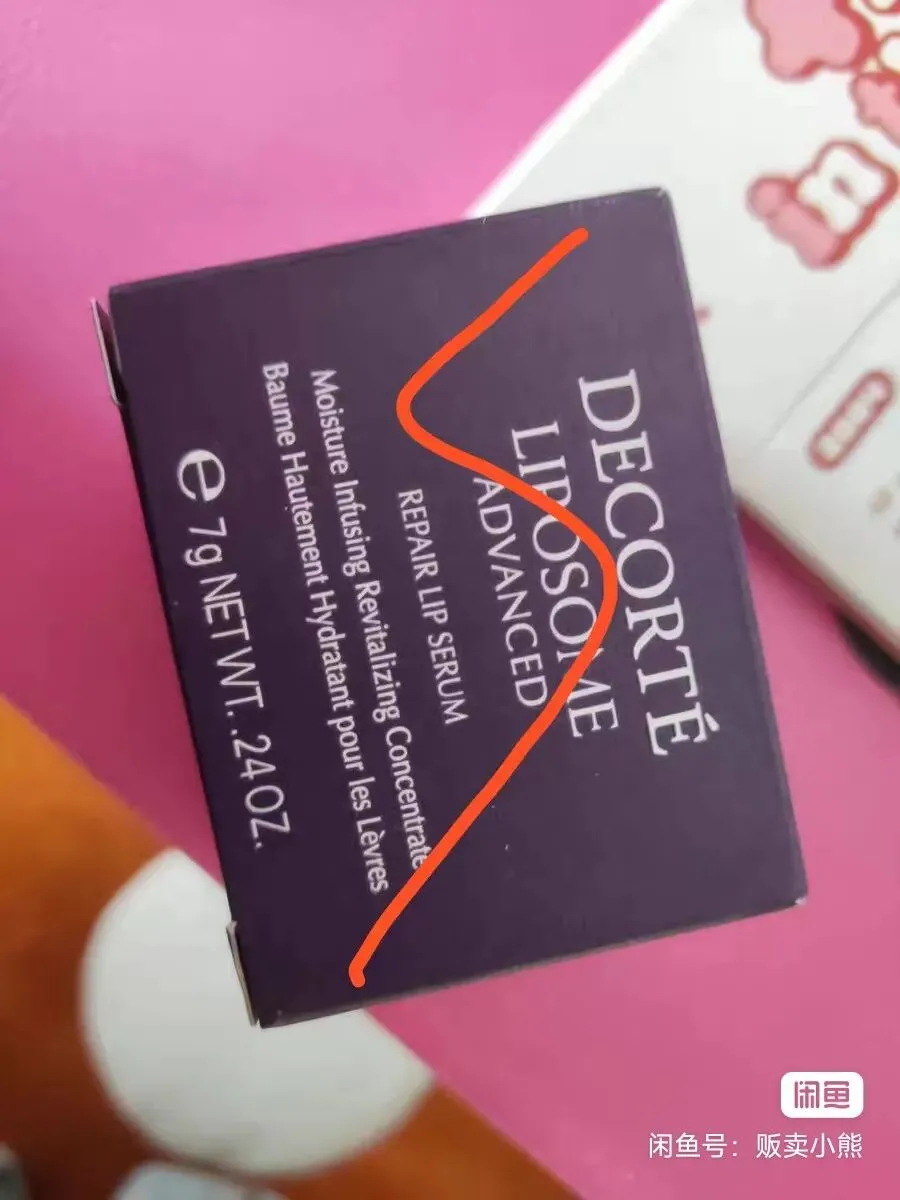 DECORTÉ
LIPOSOME
ADVANCED
REPAIR LIP SERUM
Moisture Infusing Revitalizing Concentrate
Baume Hautement Hydratant pour les Lèvres
e 7g NET WT. .24 OZ.
闲鱼
闲鱼号：贩卖小熊